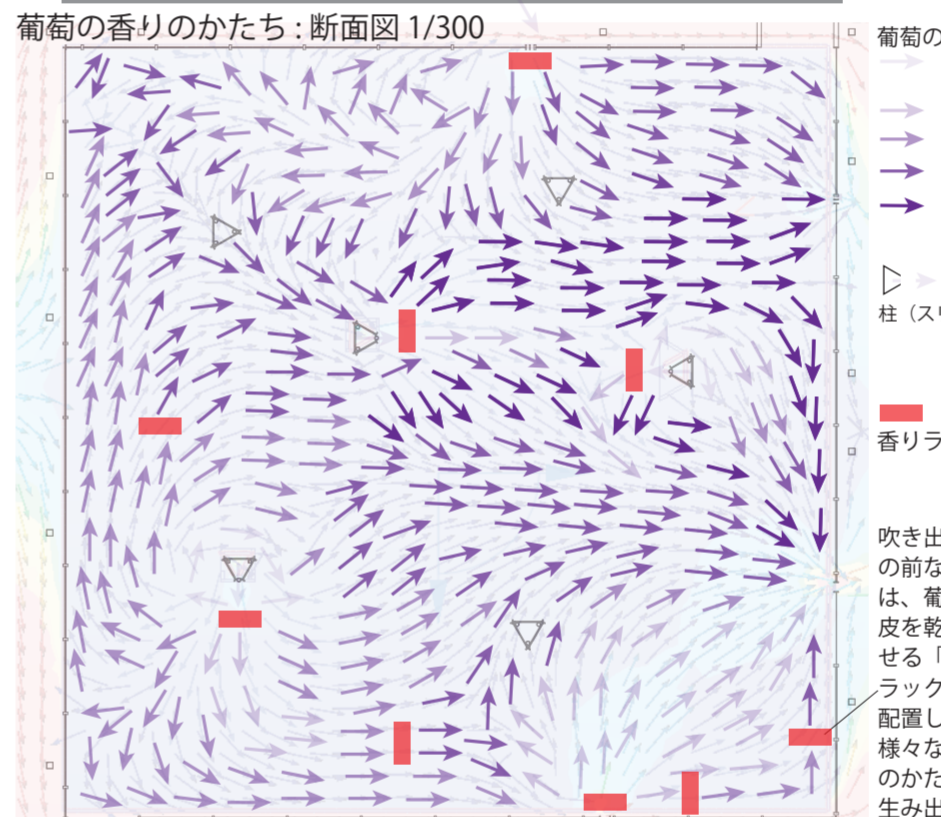 葡萄の香りのかたち : 断面図 1/300
葡萄の
柱（ス
香りラ
吹き出
の前な
は、葡
皮を乾
せる「
ラック
配置し
様々な
のかた
生み出